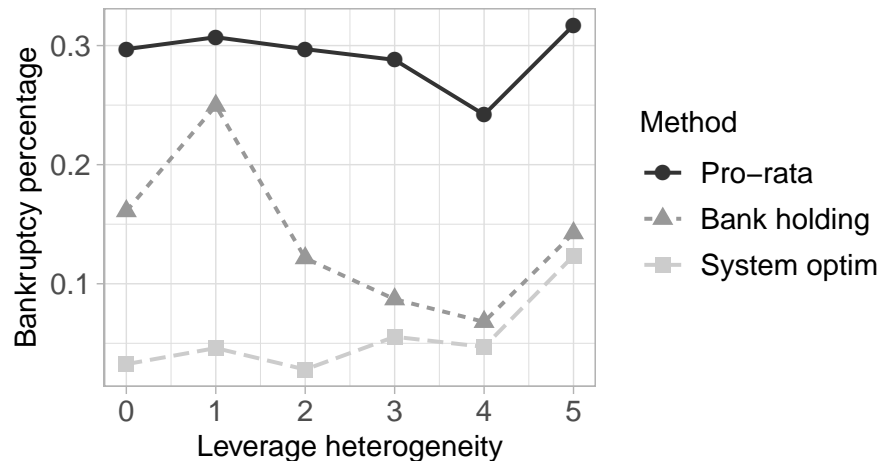 Bankruptcy percentage
0.3
0.2
0.1
0 1 2 3 4 5
Leverage heterogeneity
Method
Pro−rata
Bank holding
System optim